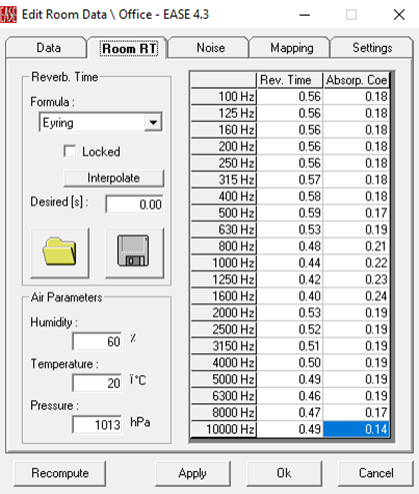 EASE Edit Room Data \ Office - EASE 4.3
Data Room RT Noise Mapping Settings
Reverb. Time
Formula :
Eyring
Locked
Interpolate
Desired [s] : 0.00
Air Parameters
Humidity :
60 %
Temperature :
20 Ï°C
Pressure :
1013 hPa
Rev. Time Absorp. Coe
100 Hz 0.56 0.18
125 Hz 0.56 0.18
160 Hz 0.56 0.18
200 Hz 0.56 0.18
250 Hz 0.56 0.18
315 Hz 0.57 0.18
400 Hz 0.58 0.18
500 Hz 0.59 0.17
630 Hz 0.53 0.19
800 Hz 0.48 0.21
1000 Hz 0.44 0.22
1250 Hz 0.42 0.23
1600 Hz 0.40 0.24
2000 Hz 0.53 0.19
2500 Hz 0.52 0.19
3150 Hz 0.51 0.19
4000 Hz 0.50 0.19
5000 Hz 0.49 0.19
6300 Hz 0.46 0.19
8000 Hz 0.47 0.17
10000 Hz 0.49 0.14
Recompute Apply Ok Cancel